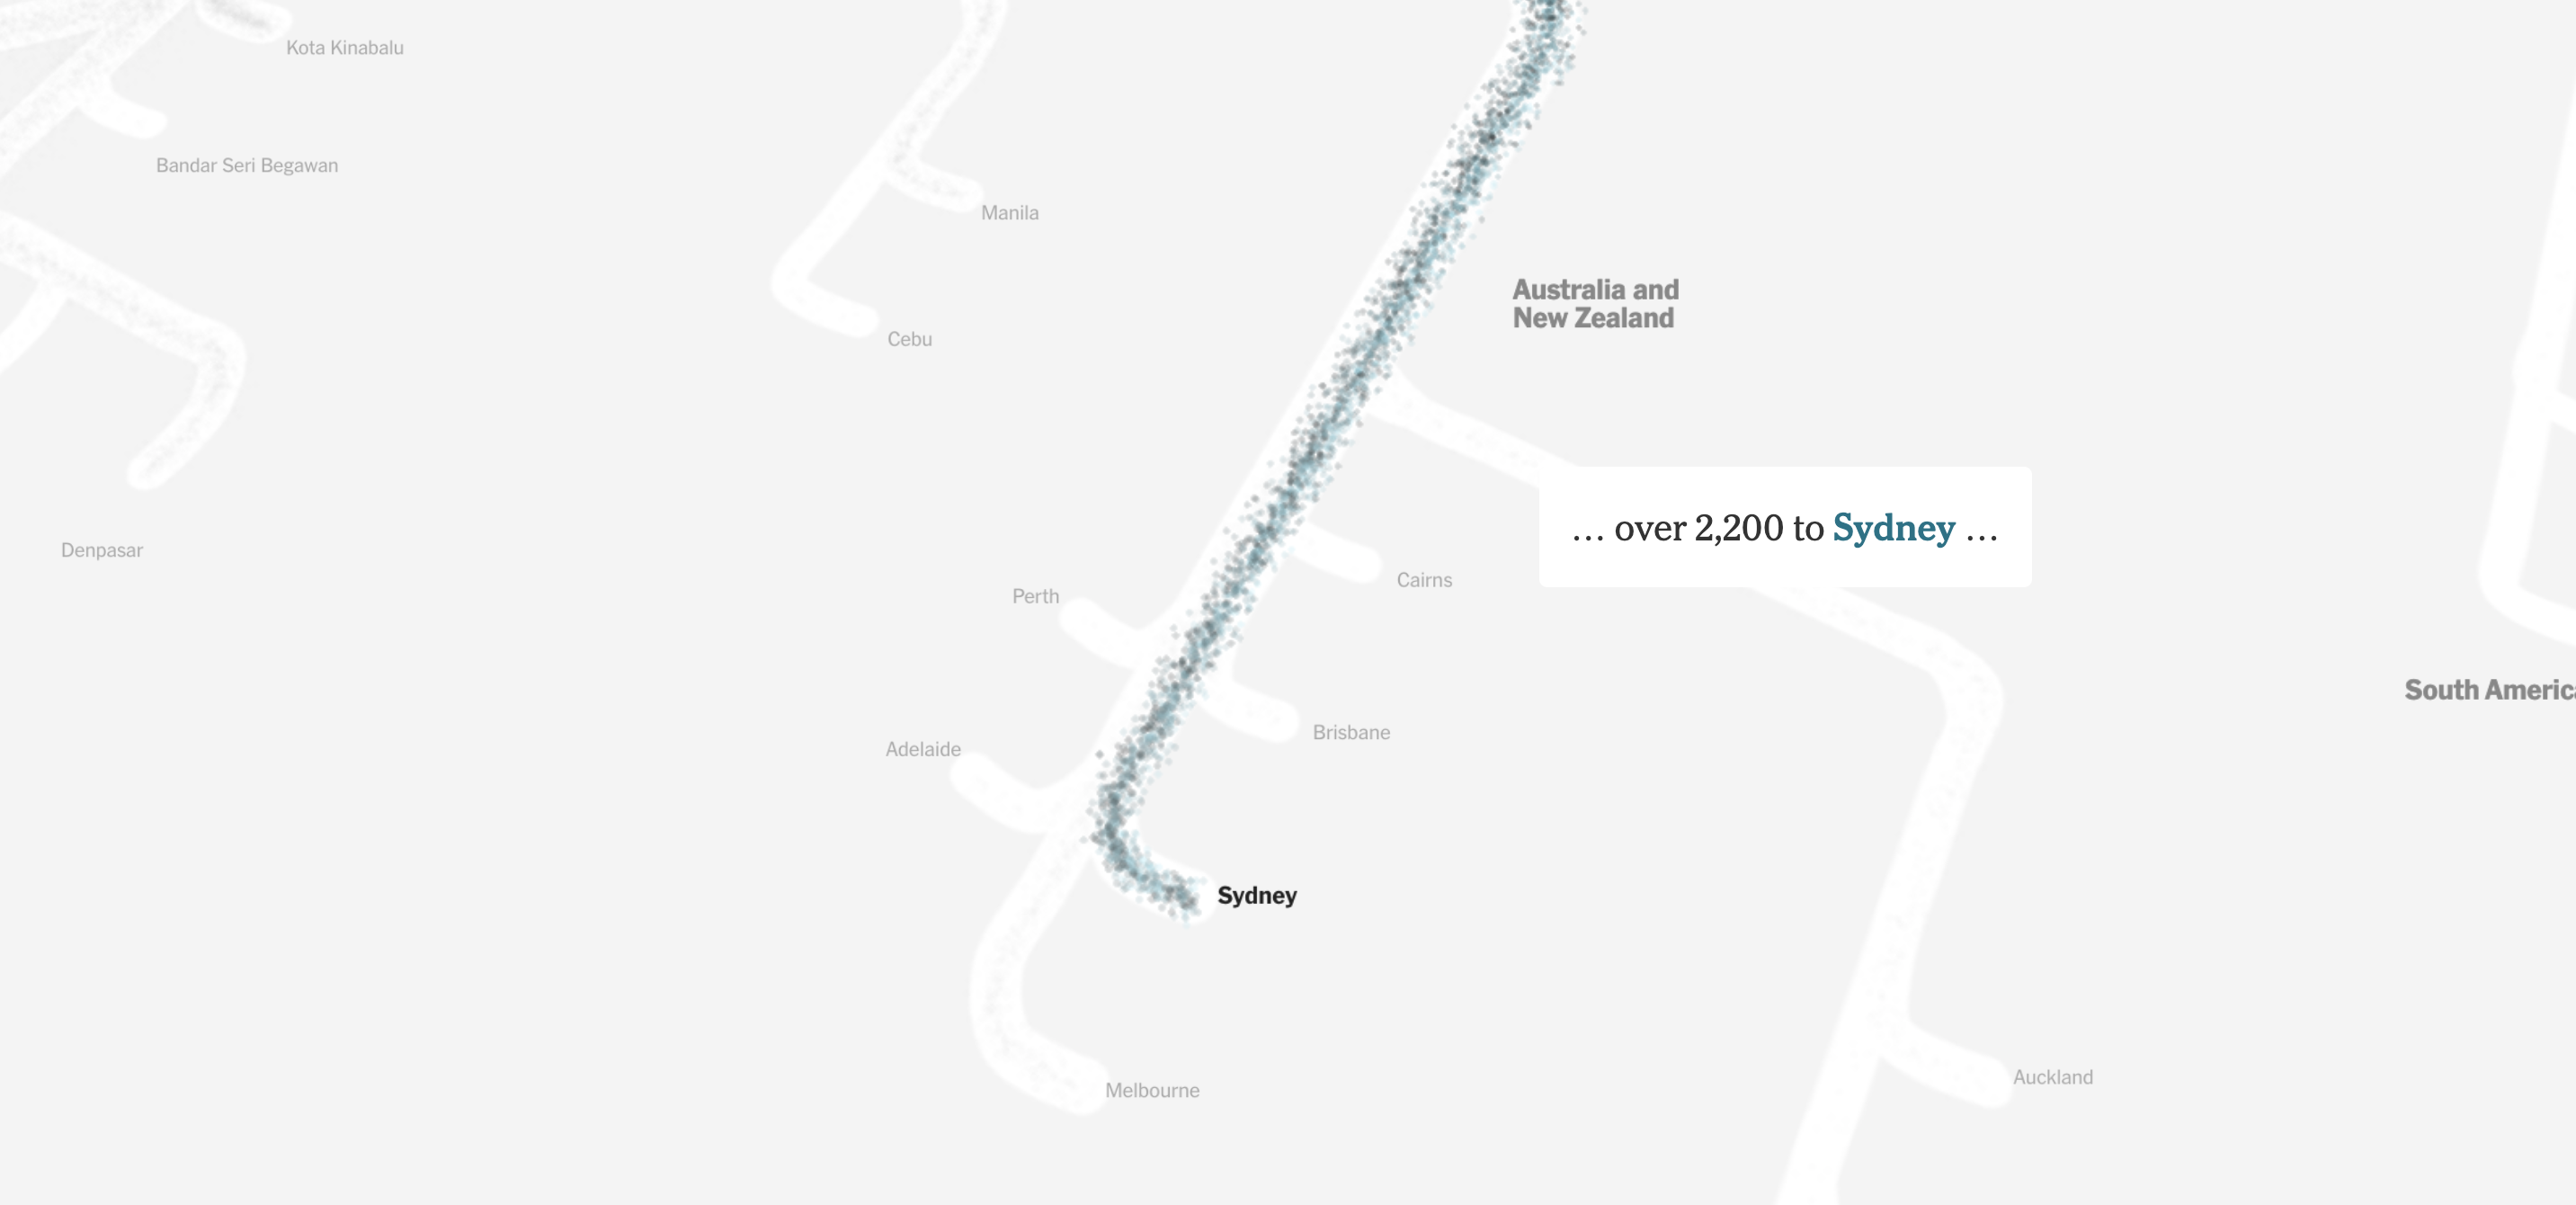 Kota Kinabalu
Bandar Seri Begawan
Manila
Australia and
New Zealand
Cebu
… over 2,200 to Sydney …
Denpasar
Cairns
Perth
South America
Brisbane
Adelaide
Sydney
Auckland
Melbourne